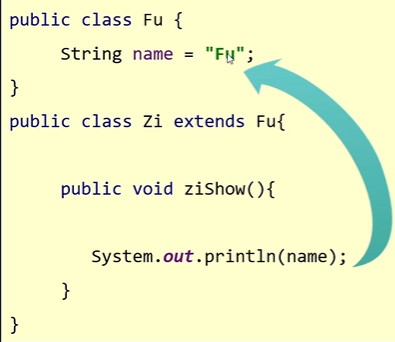 public class Fu {
String name = "Fu";
}
public class Zi extends Fu{
public void ziShow(){
System.out.println(name);
}
}